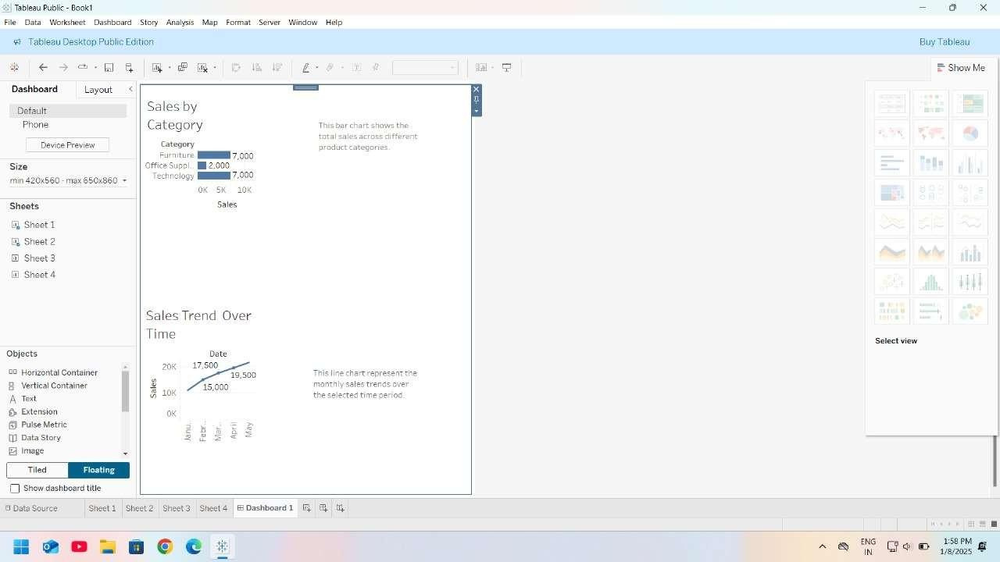 Tableau Public - Book1
File Data Worksheet Dashboard Story Analysis Map Format Server Window Help
Tableau Desktop Public Edition
Buy Tableau
Show Me
Dashboard
Layout
Default
Phone
Device Preview
Size
min 420x560 - max 650x860
Sheets
Sheet 1
Sheet 2
Sheet 3
Sheet 4
Objects
Horizontal Container
Vertical Container
Text
Extension
Pulse Metric
Data Story
Image
Tiled
Floating
Show dashboard title
Sales by
Category
Category
Furniture 7,000
Office Suppl.. 2,000
Technology 7,000
0K 5K 10K
Sales
This bar chart shows the
total sales across different
product categories.
Sales Trend Over
Time
Date
20K
10K
0K
Sales
17,500
19,500
15,000
Janu..
Febr..
Mar..
April
May
This line chart represent the
monthly sales trends over
the selected time period.
Select view
Data Source Sheet 1 Sheet 2 Sheet 3 Sheet 4 Dashboard 1
ENG
IN
1:58 PM
1/8/2025